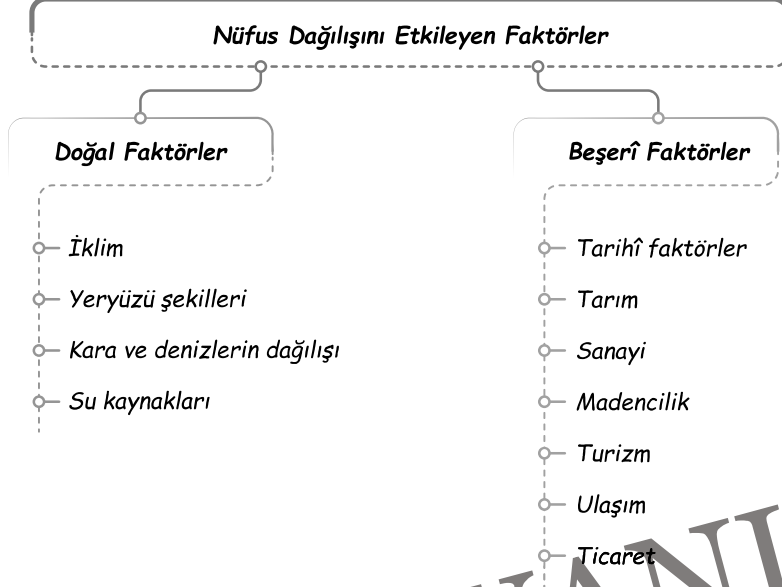 Nüfus Dağılışını Etkileyen Faktörler
Doğal Faktörler
İklim
Yeryüzü şekilleri
Kara ve denizlerin dağılışı
Su kaynakları
Beşerî Faktörler
Tarihî faktörler
Tarım
Sanayi
Madencilik
Turizm
Ulaşım
Ticaret